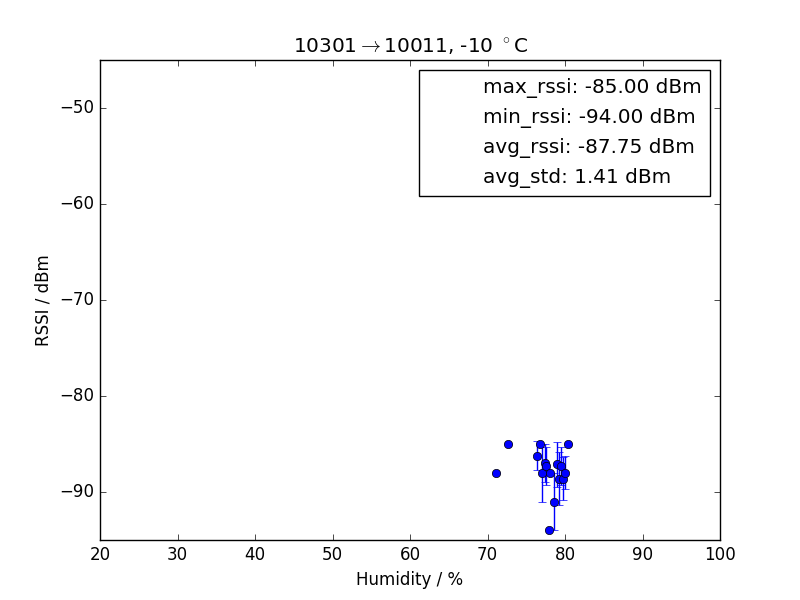 10301→10011, -10 °C
max_rssi: -85.00 dBm
min_rssi: -94.00 dBm
avg_rssi: -87.75 dBm
avg_std: 1.41 dBm
RSSI / dBm
−50
−60
−70
−80
−90
20 30 40 50 60 70 80 90 100
Humidity / %